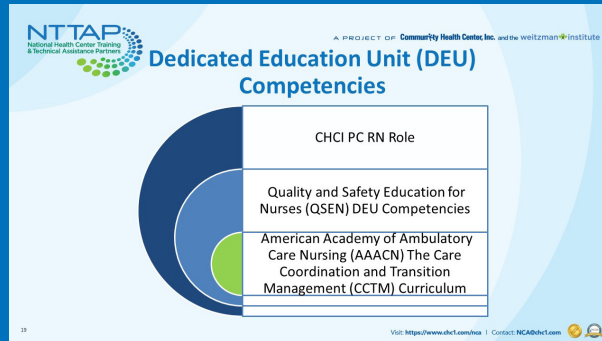 NTTAP
National Health Center Training
& Technical Assistance Partners
A PROJECT OF Community Health Center, Inc. and the weitzman institute
Dedicated Education Unit (DEU)
Competencies
CHCI PC RN Role
Quality and Safety Education for
Nurses (QSEN) DEU Competencies
American Academy of Ambulatory
Care Nursing (AAACN) The Care
Coordination and Transition
Management (CCTM) Curriculum
19
Visit: https://www.chc1.com/nca | Contact: NCA@chc1.com